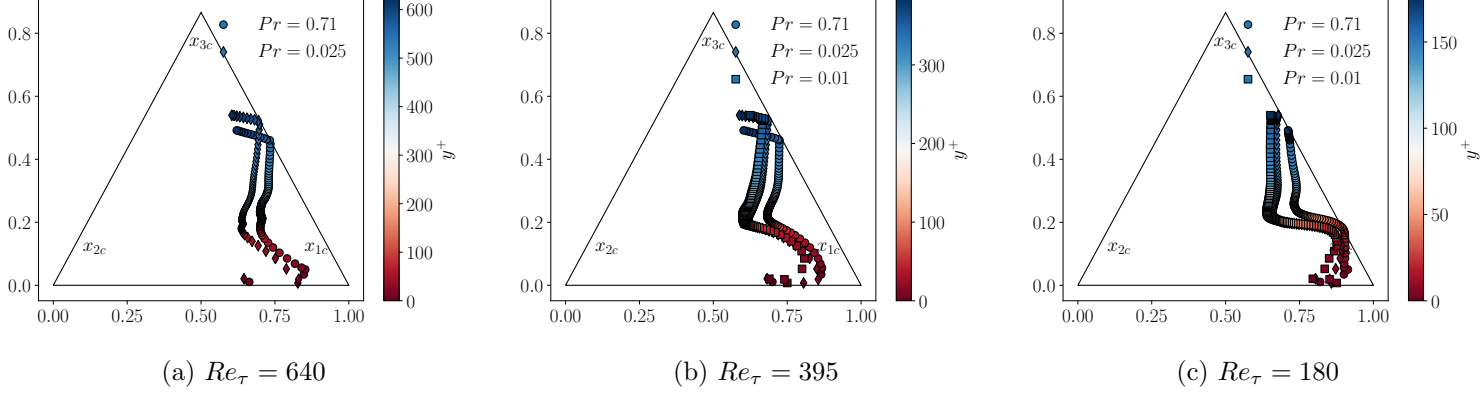 0.8
0.6
0.4
0.2
0.0
0.00
0.25
0.50
0.75
1.00
x3c
x2c
x1c
Pr = 0.71
Pr = 0.025
600
500
400
300
200
100
0
y+
(a) Reτ = 640
0.8
0.6
0.4
0.2
0.0
0.00
0.25
0.50
0.75
1.00
x3c
x2c
x1c
Pr = 0.71
Pr = 0.025
Pr = 0.01
300
200
100
0
y+
(b) Reτ = 395
0.8
0.6
0.4
0.2
0.0
0.00
0.25
0.50
0.75
1.00
x3c
x2c
x1c
Pr = 0.71
Pr = 0.025
Pr = 0.01
150
100
50
0
y+
(c) Reτ = 180